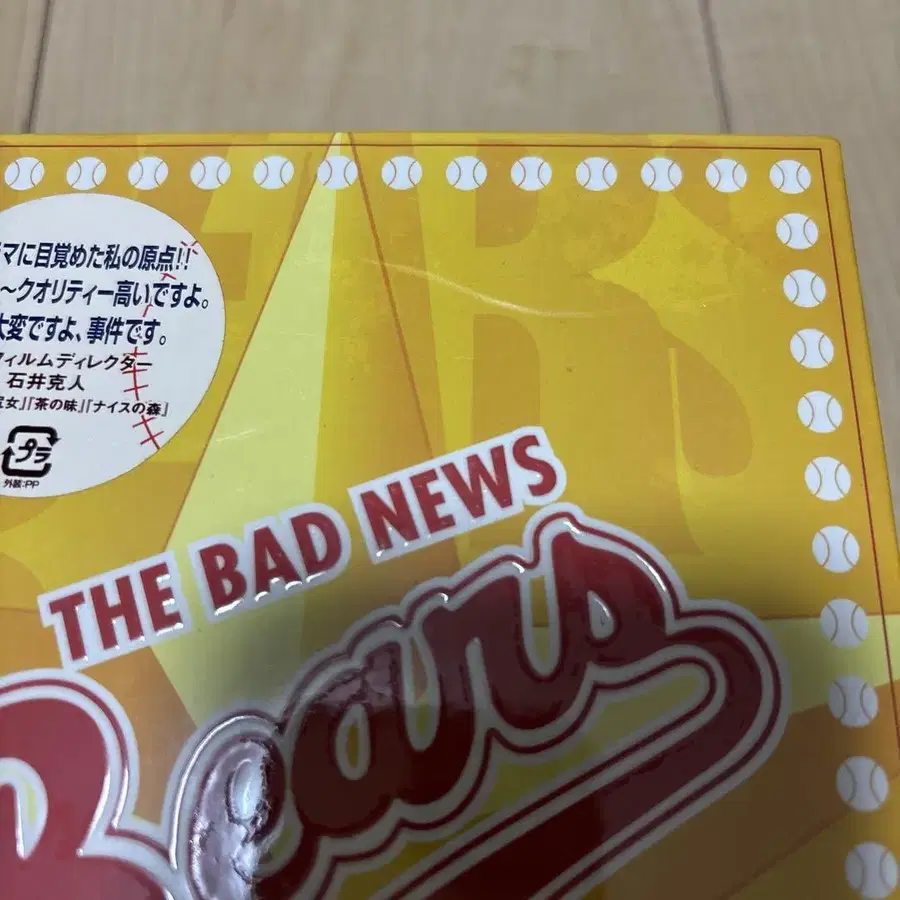 マに目覚めた私の原点!!
～クオリティー高いですよ。
大変ですよ、事件です。
フィルムディレクター
石井克人
女」「茶の味」「ナイスの森」
プラ
外装:PP
THE BAD NEWS
Bears